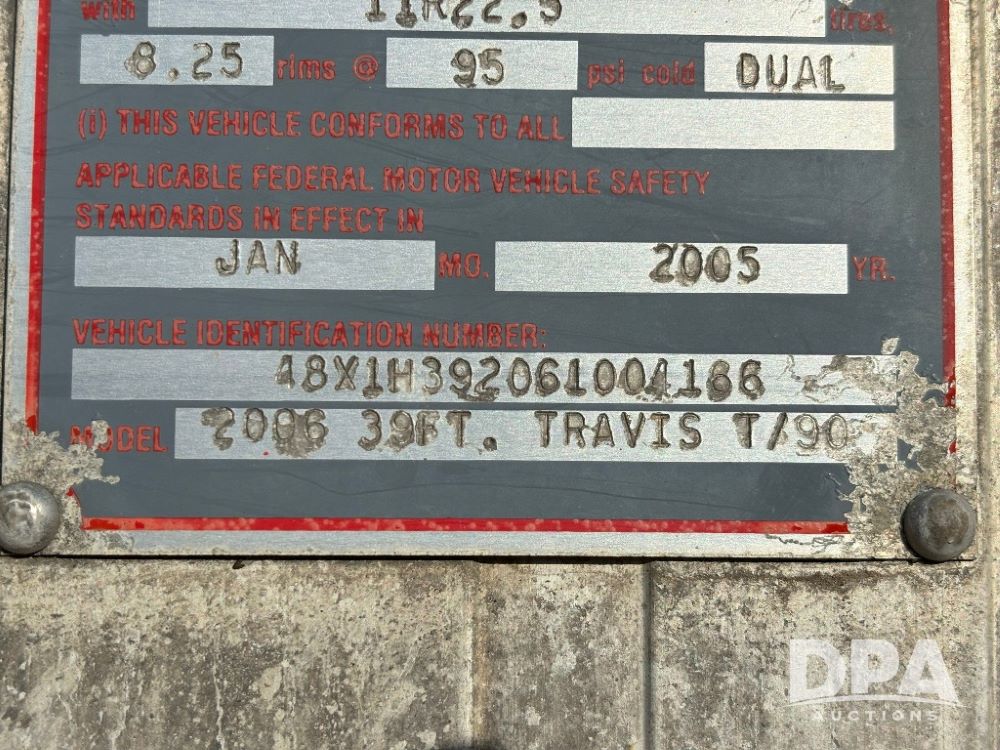 with 11R22.5 tires.
8.25 rims @ 95 psi cold DUAL
(i) THIS VEHICLE CONFORMS TO ALL
APPLICABLE FEDERAL MOTOR VEHICLE SAFETY
STANDARDS IN EFFECT IN
JAN MO. 2005 YR.
VEHICLE IDENTIFICATION NUMBER:
48X1H392061004166
MODEL 2006 39FT. TRAVIS T/90
DPA
AUCTIONS